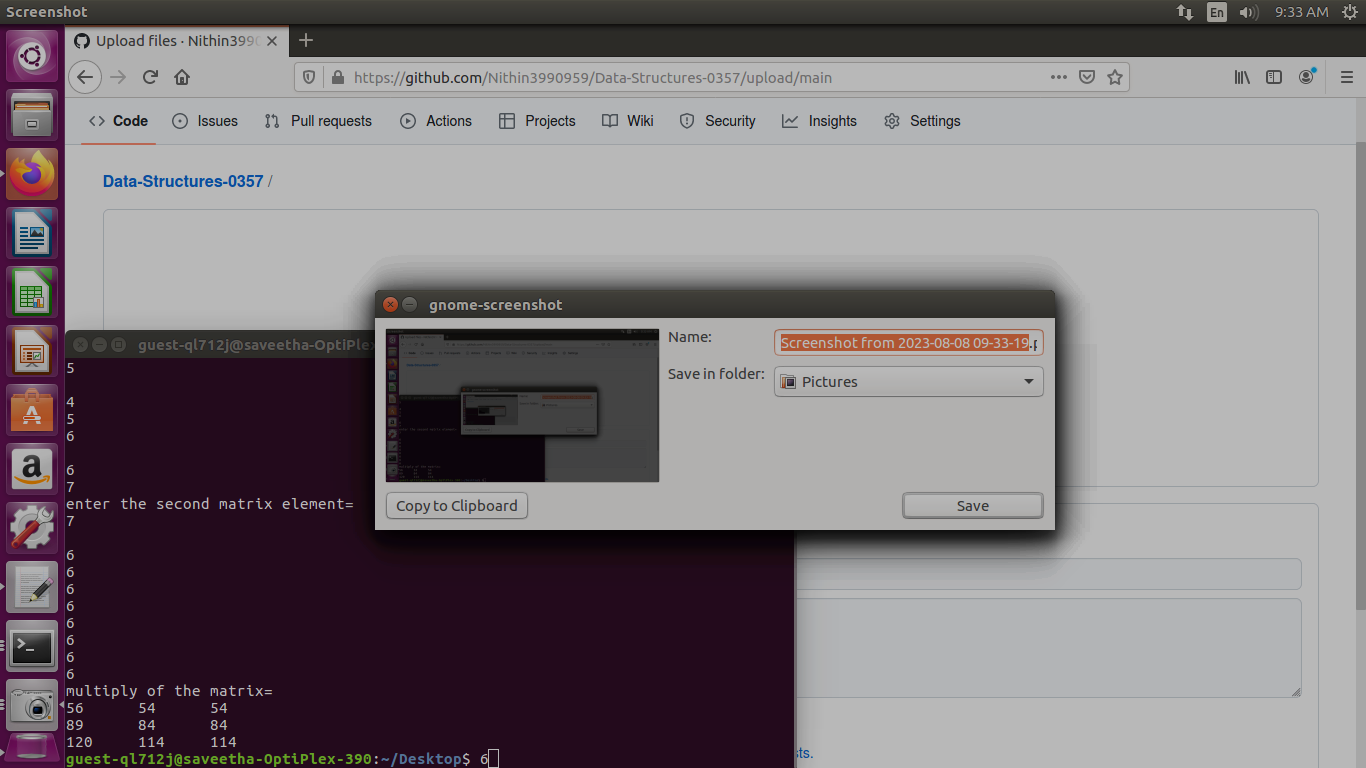 Screenshot
En
9:33 AM
Upload files · Nithin3990
https://github.com/Nithin3990959/Data-Structures-0357/upload/main
Code Issues Pull requests Actions Projects Wiki Security Insights Settings
Data-Structures-0357 /
gnome-screenshot
Name:
Screenshot from 2023-08-08 09-33-19.p
Save in folder:
Pictures
Copy to Clipboard
Save
guest-ql712j@saveetha-OptiPlex
5
4
5
6
6
7
enter the second matrix element=
7
6
6
6
6
6
6
6
6
multiply of the matrix=
56 54 54
89 84 84
120 114 114
guest-ql712j@saveetha-OptiPlex-390:~/Desktop$ 6
sts.